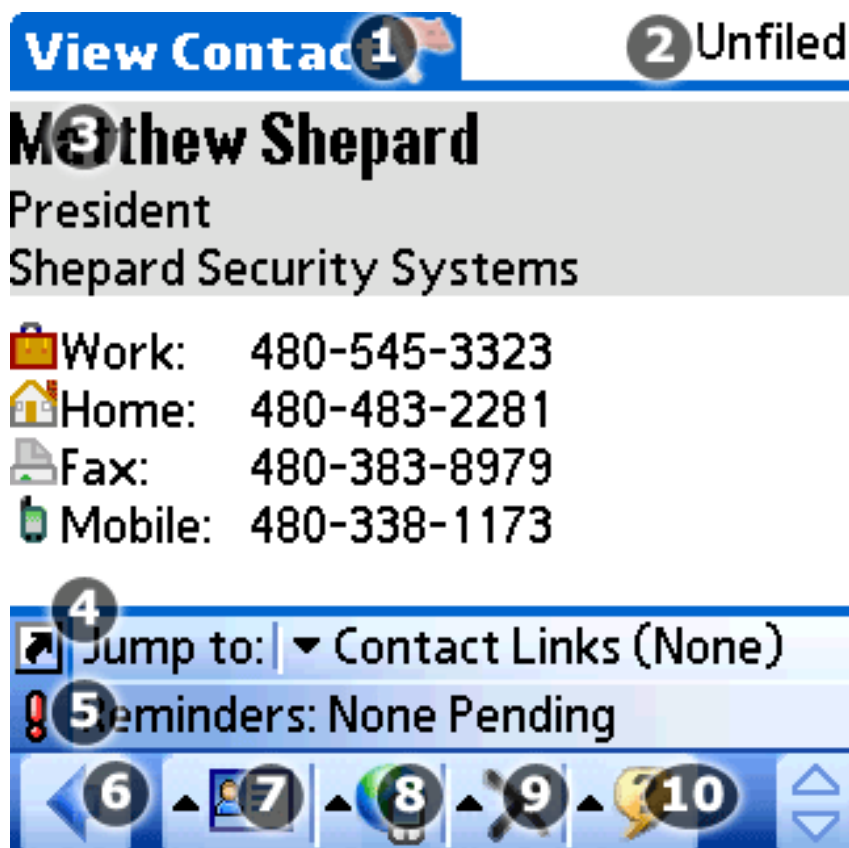 View Contact 1
2 Unfiled
3
Matthew Shepard
President
Shepard Security Systems
Work: 480-545-3323
Home: 480-483-2281
Fax: 480-383-8979
Mobile: 480-338-1173
4
Jump to: Contact Links (None)
5 Reminders: None Pending
6 7 8 9 10